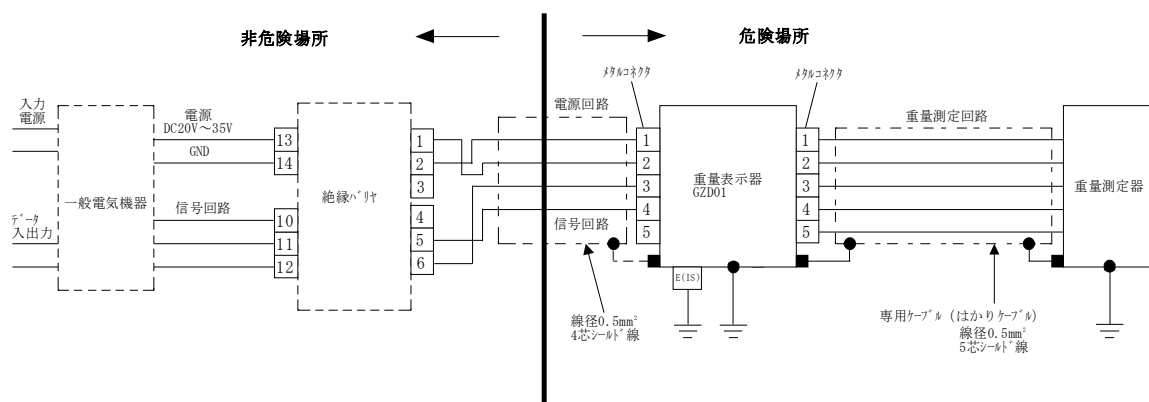 非危険場所
危険場所
入力
電源
データ
入出力
一般電気機器
電源
DC20V～35V
GND
信号回路
13
14
10
11
12
絶縁バリヤ
1
2
3
4
5
6
電源回路
信号回路
線径0.5mm²
4芯シールド線
メタルコネクタ
1
2
3
4
5
重量表示器
GZD01
E(IS)
メタルコネクタ
1
2
3
4
5
重量測定回路
専用ケーブル (はかりケーブル)
線径0.5mm²
5芯シールド線
重量測定器